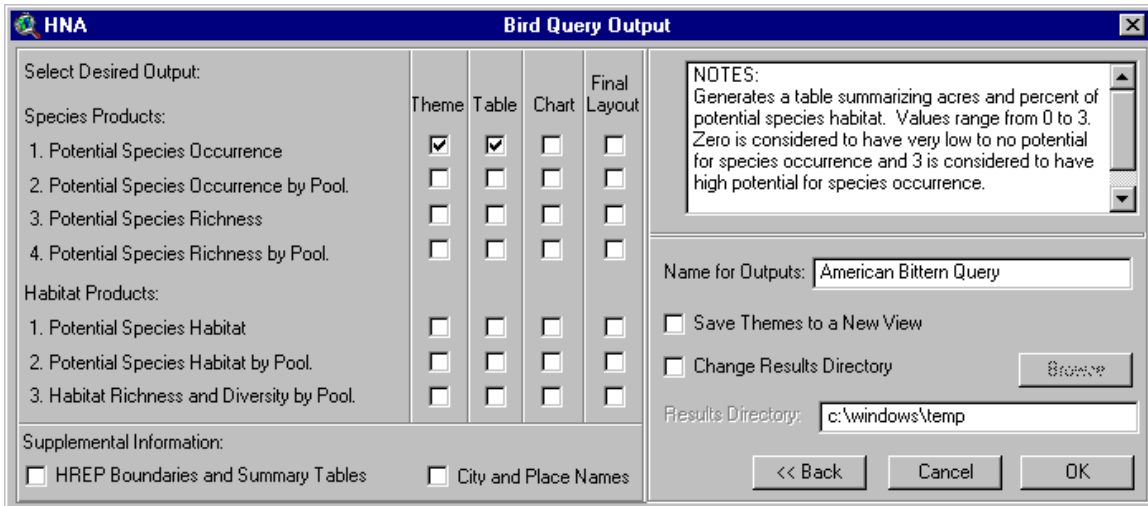 HNA
Bird Query Output
Select Desired Output:
Theme Table Chart Final Layout
Species Products:
1. Potential Species Occurrence
2. Potential Species Occurrence by Pool.
3. Potential Species Richness
4. Potential Species Richness by Pool.
Habitat Products:
1. Potential Species Habitat
2. Potential Species Habitat by Pool.
3. Habitat Richness and Diversity by Pool.
Supplemental Information:
HREP Boundaries and Summary Tables
City and Place Names
NOTES:
Generates a table summarizing acres and percent of
potential species habitat. Values range from 0 to 3.
Zero is considered to have very low to no potential
for species occurrence and 3 is considered to have
high potential for species occurrence.
Name for Outputs: American Bittern Query
Save Themes to a New View
Change Results Directory
Browse
Results Directory: c:\windows\temp
<< Back
Cancel
OK